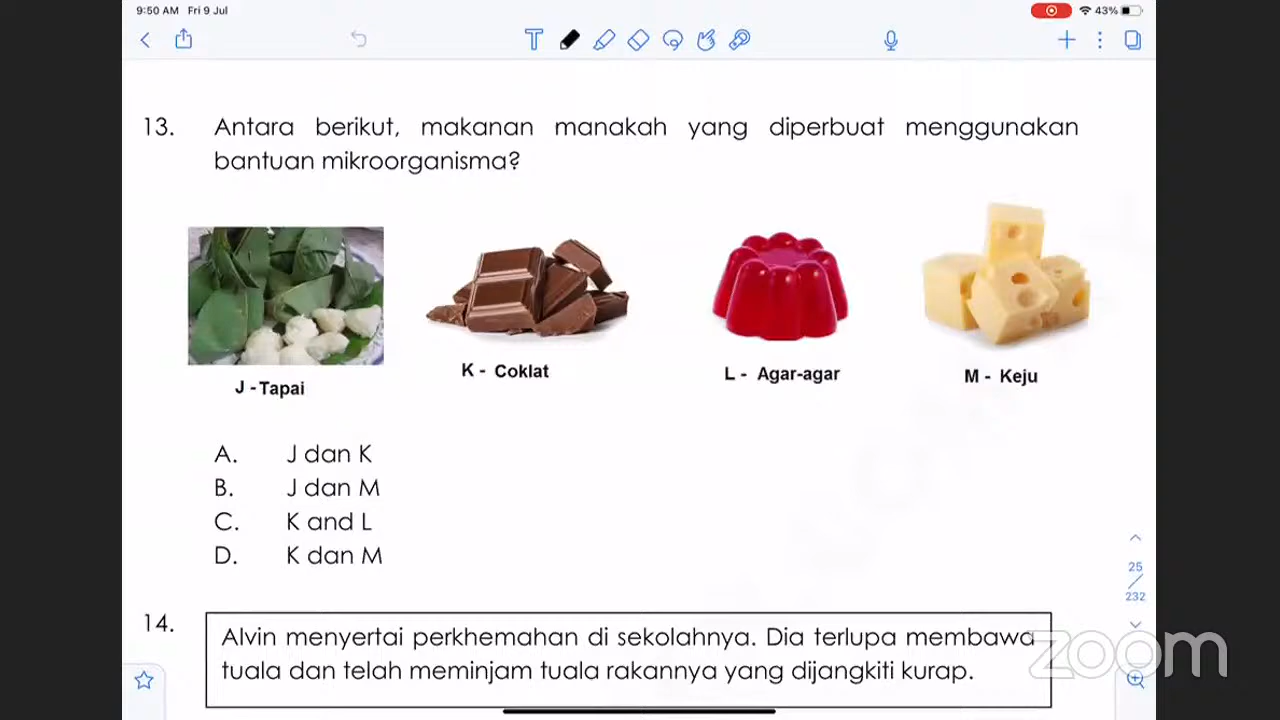 9:50 AM Fri 9 Jul
43%
13. Antara berikut, makanan manakah yang diperbuat menggunakan
bantuan mikroorganisma?
J - Tapai
K - Coklat
L - Agar-agar
M - Keju
A. J dan K
B. J dan M
C. K and L
D. K dan M
25
/
232
14. Alvin menyertai perkhemahan di sekolahnya. Dia terlupa membawa
tuala dan telah meminjam tuala rakannya yang dijangkiti kurap.
zoom